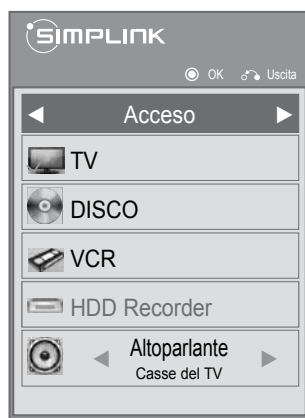 SIMPLINK
OK Uscita
Acceso
TV
DISCO
VCR
HDD Recorder
Altoparlante
Casse del TV